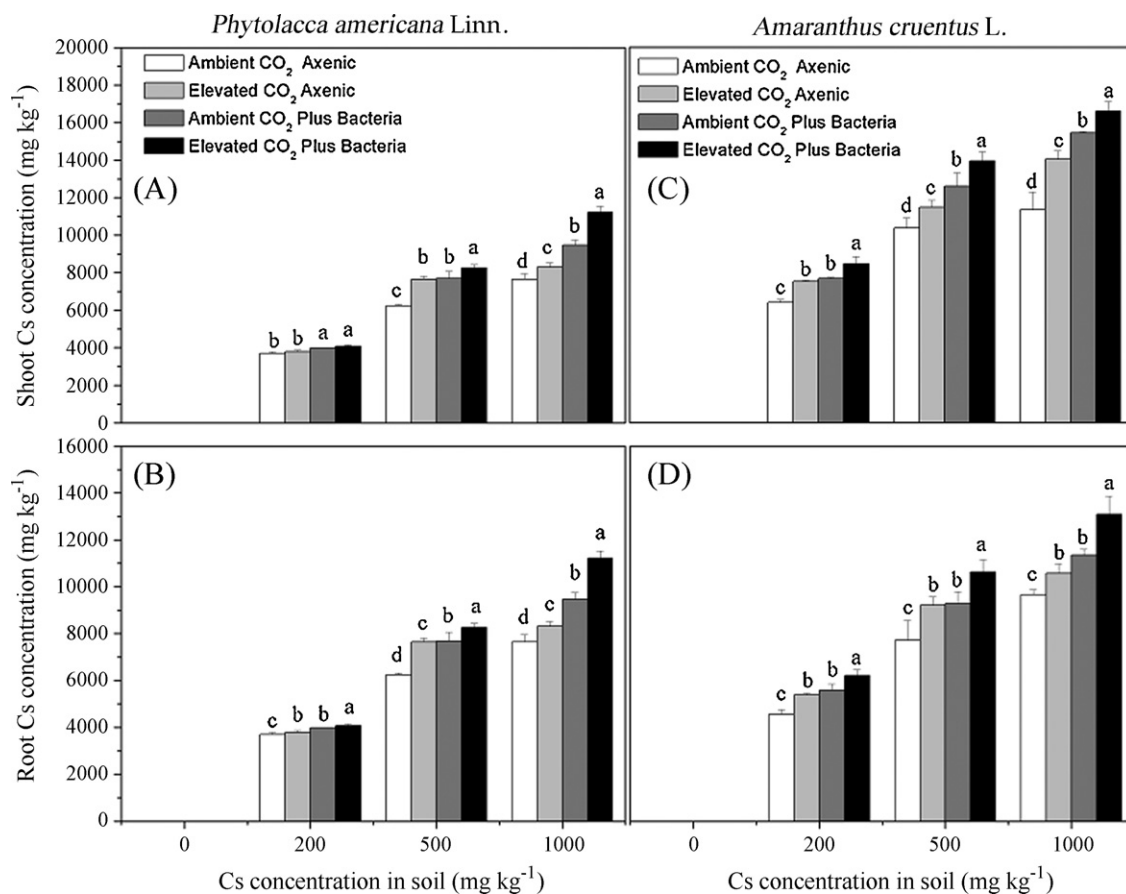 Phytolacca americana Linn.
Amaranthus cruentus L.
20000
18000
16000
14000
12000
10000
8000
6000
4000
2000
0
Shoot Cs concentration (mg kg⁻¹)
Ambient CO₂ Axenic
Elevated CO₂ Axenic
Ambient CO₂ Plus Bacteria
Elevated CO₂ Plus Bacteria
(A)
b b a a
c b b a
d c b a
Ambient CO₂ Axenic
Elevated CO₂ Axenic
Ambient CO₂ Plus Bacteria
Elevated CO₂ Plus Bacteria
(C)
c b b a
d c b a
d c b a
16000
14000
12000
10000
8000
6000
4000
2000
0
Root Cs concentration (mg kg⁻¹)
(B)
c b b a
d b b a
d c b a
(D)
c b b a
c b b a
c b b a
0 200 500 1000
0 200 500 1000
Cs concentration in soil (mg kg⁻¹)
Cs concentration in soil (mg kg⁻¹)